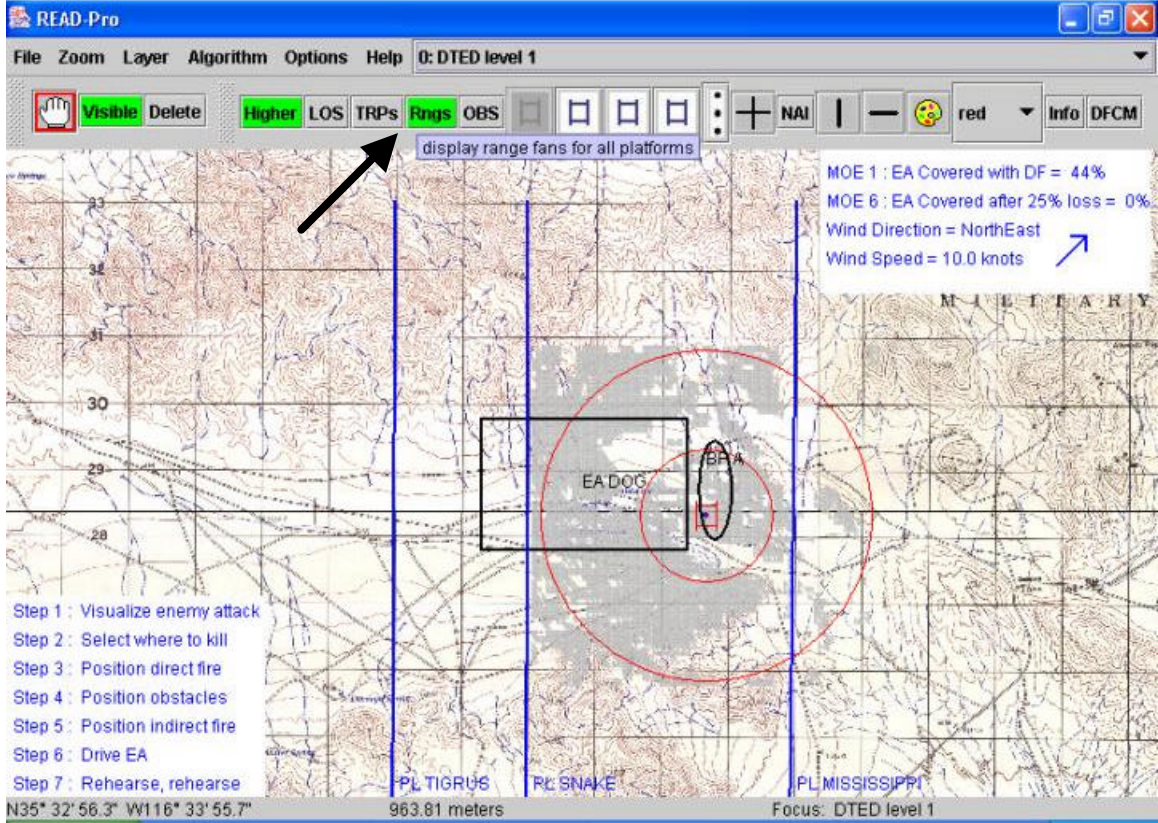 READ-Pro
File Zoom Layer Algorithm Options Help 0: DTED level 1
Visible Delete Higher LOS TRPs Rngs OBS NAI red Info DFCM
display range fans for all platforms
MOE 1 : EA Covered with DF = 44%
MOE 6 : EA Covered after 25% loss = 0%
Wind Direction = NorthEast
Wind Speed = 10.0 knots
M I L I T A R Y
93
32
31
30
29
28
BP 4
EA DOG
Step 1 : Visualize enemy attack
Step 2 : Select where to kill
Step 3 : Position direct fire
Step 4 : Position obstacles
Step 5 : Position indirect fire
Step 6 : Drive EA
Step 7 : Rehearse, rehearse
PL TIGRUS PL SNAKE PL MISSISSIPPI
N35° 32' 56.3" W116° 33' 55.7" 963.81 meters Focus: DTED level 1